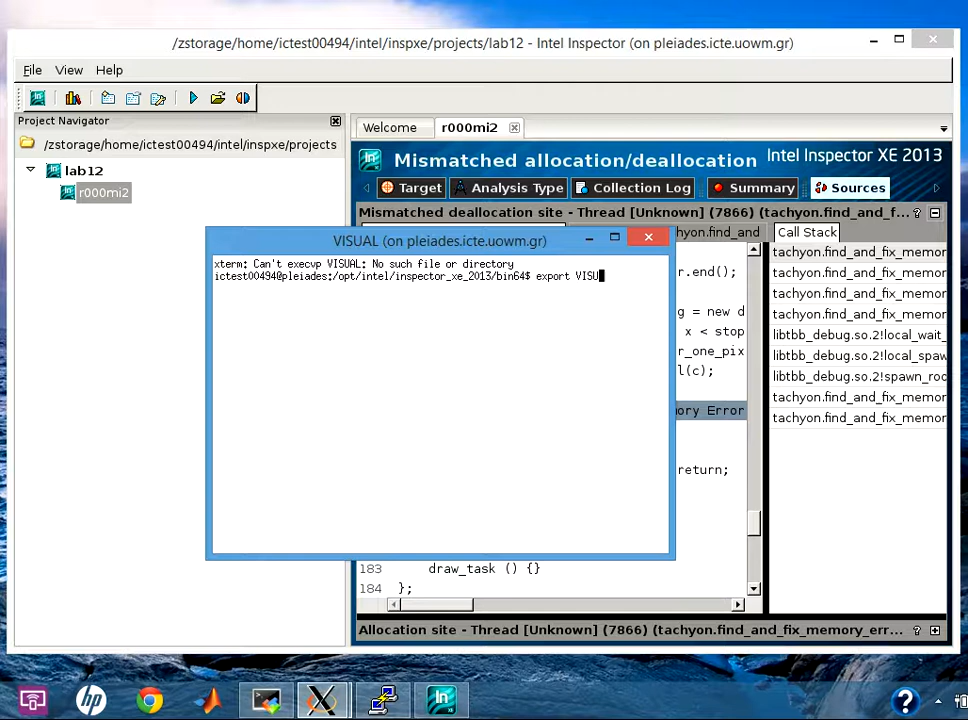 /zstorage/home/ictest00494/intel/inspxe/projects/lab12 - Intel Inspector (on pleiades.icte.uowm.gr)
File View Help
Project Navigator
/zstorage/home/ictest00494/intel/inspxe/projects
lab12
r000mi2
Welcome r000mi2
Mismatched allocation/deallocation Intel Inspector XE 2013
Target Analysis Type Collection Log Summary Sources
Mismatched deallocation site - Thread [Unknown] (7866) (tachyon.find_and_f...
hyon.find_and Call Stack
VISUAL (on pleiades.icte.uowm.gr)
xterm: Can't execvp VISUAL: No such file or directory
ictest00494@pleiades:/opt/intel/inspector_xe_2013/bin64$ export VISU
r.end();
g = new d
x < stop
r_one_pix
l(c);
ory Error
return;
tachyon.find_and_fix_memor
tachyon.find_and_fix_memor
tachyon.find_and_fix_memor
tachyon.find_and_fix_memor
libtbb_debug.so.2!local_wait_
libtbb_debug.so.2!local_spaw
libtbb_debug.so.2!spawn_roo
tachyon.find_and_fix_memor
tachyon.find_and_fix_memor
183 draw_task () {}
184 };
Allocation site - Thread [Unknown] (7866) (tachyon.find_and_fix_memory_err...